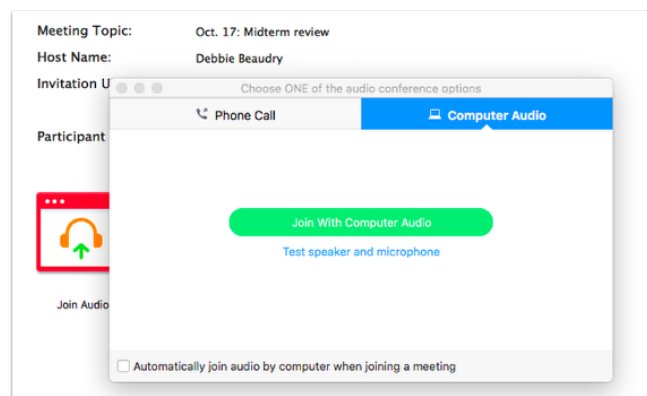 Meeting Topic: Oct. 17: Midterm review
Host Name: Debbie Beaudry
Invitation U
Choose ONE of the audio conference options
Phone Call Computer Audio
Participant
Join With Computer Audio
Test speaker and microphone
Join Audio
Automatically join audio by computer when joining a meeting